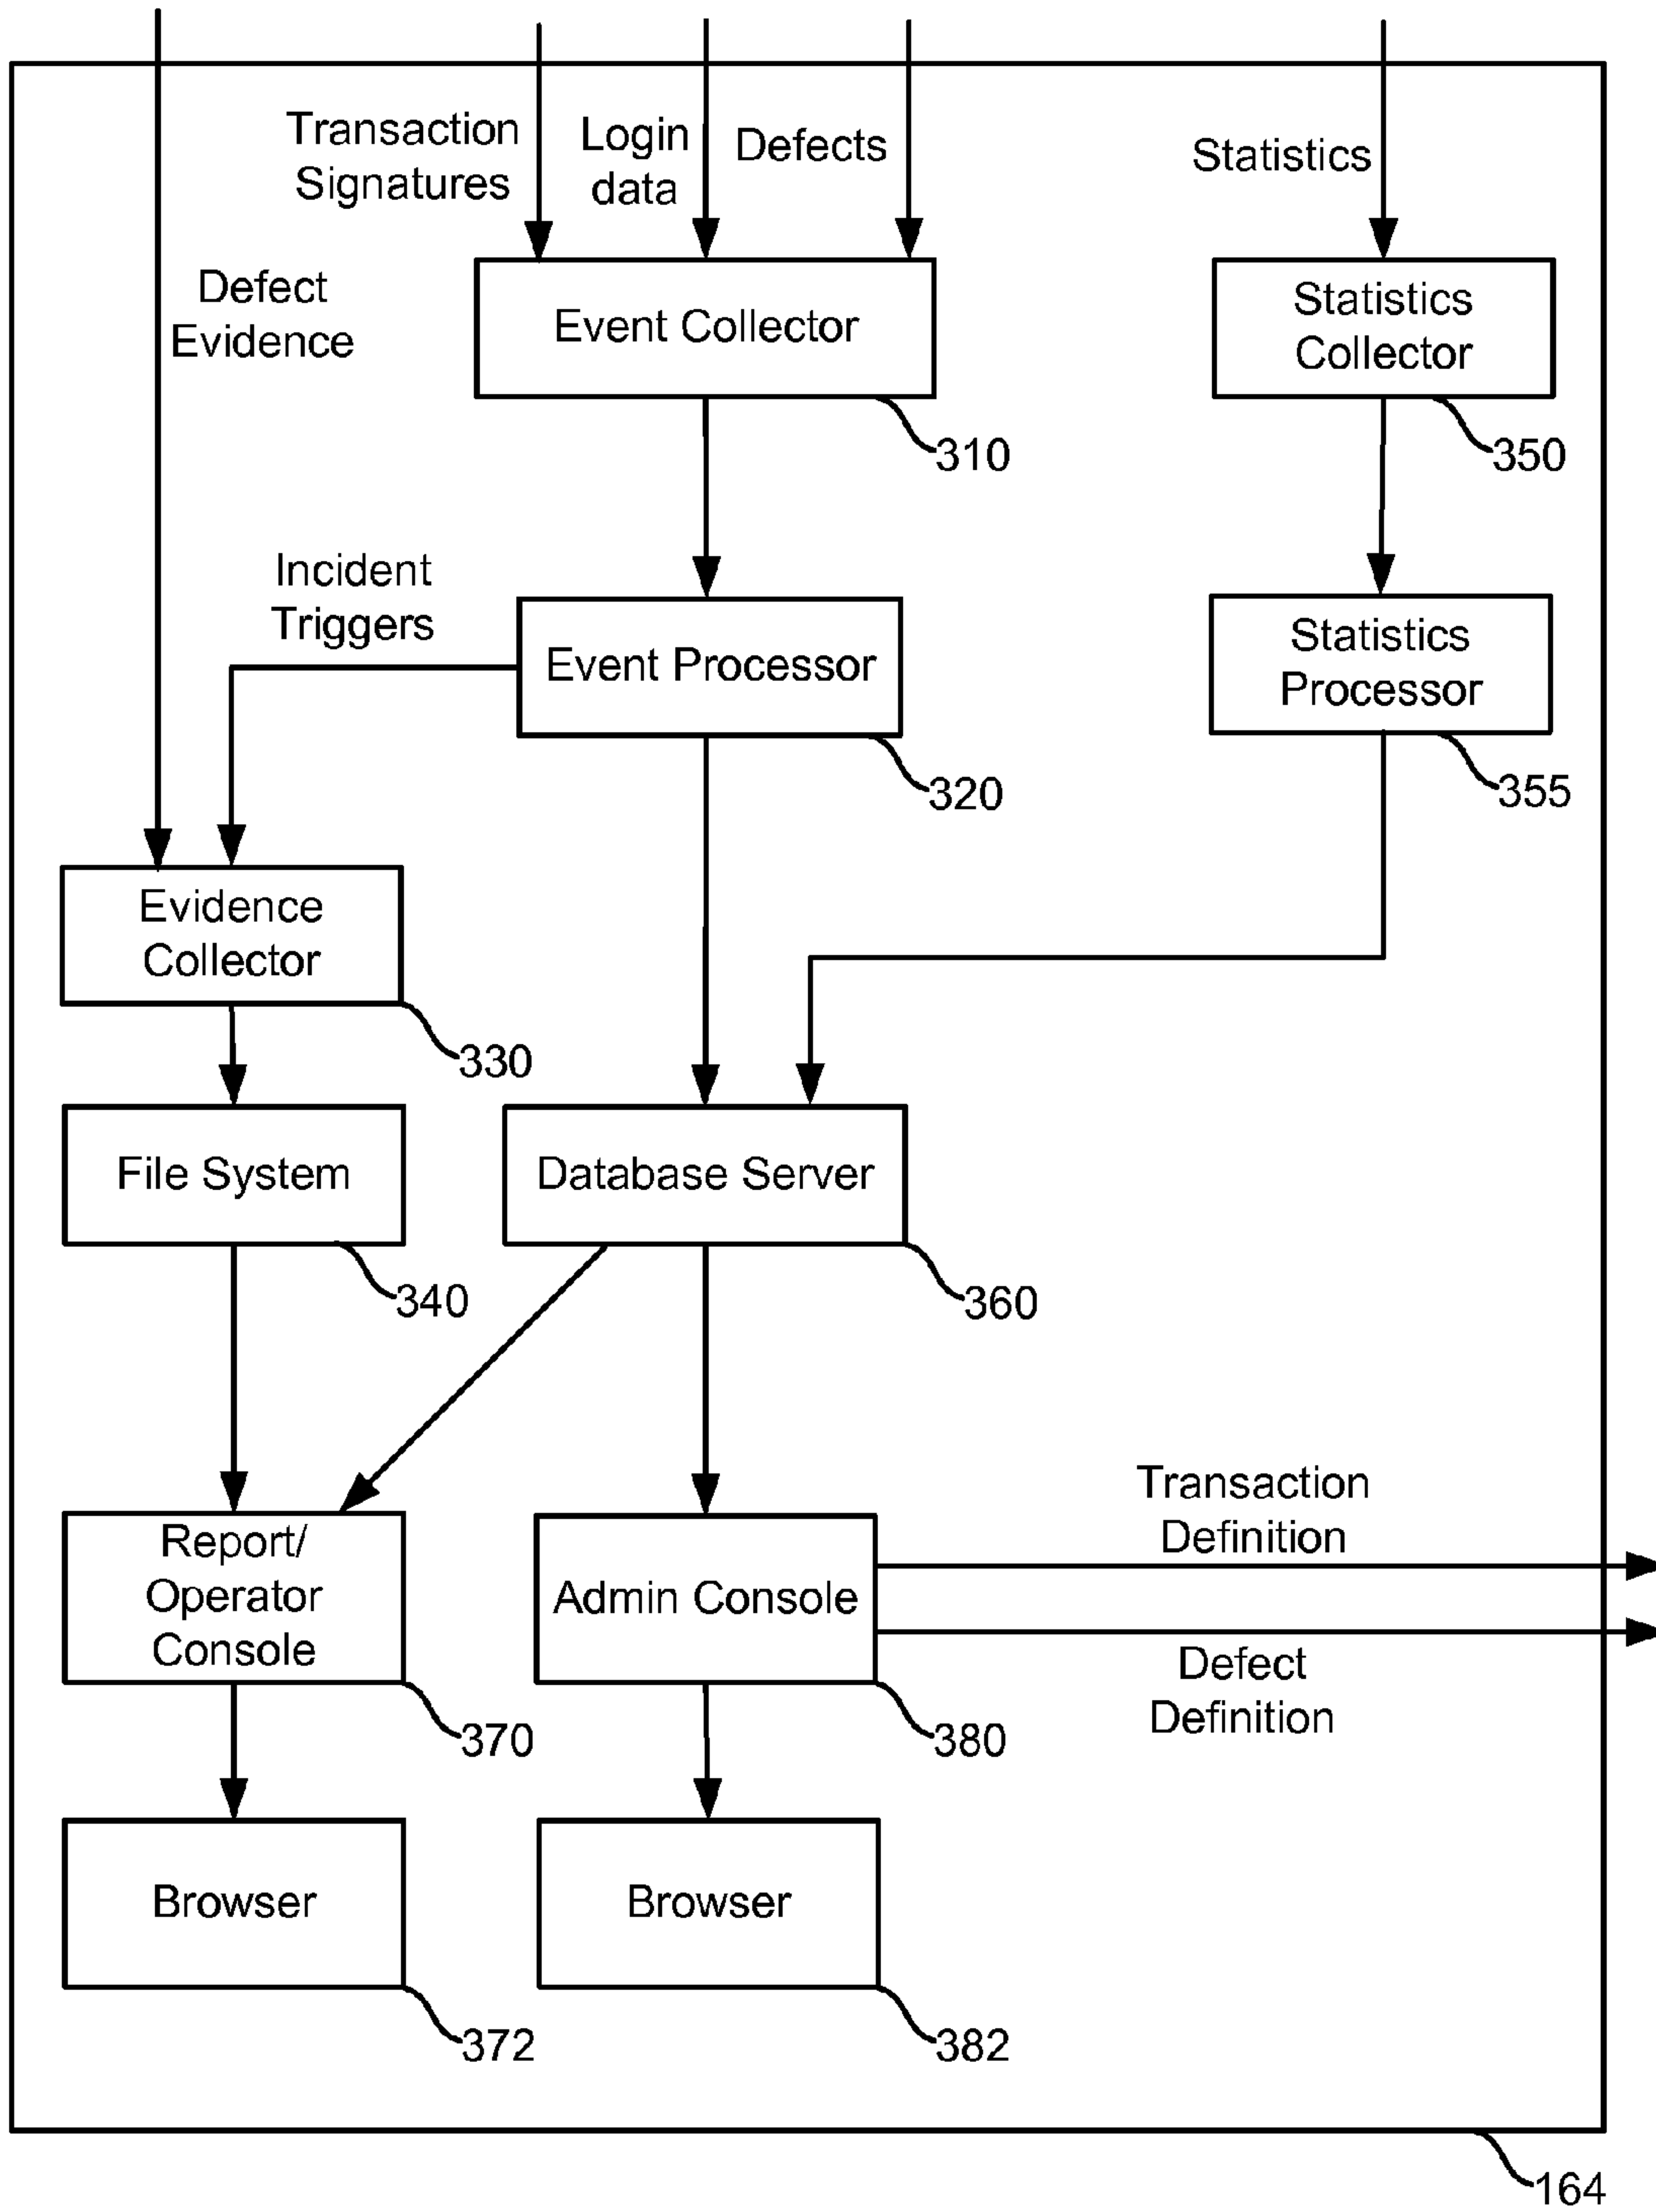 Transaction
Signatures
Login
data
Defects
Statistics
Defect
Evidence
Event Collector
Statistics
Collector
310
350
Incident
Triggers
Event Processor
Statistics
Processor
320
355
Evidence
Collector
330
File System
Database Server
340
360
Report/
Operator
Console
Admin Console
Transaction
Definition
Defect
Definition
370
380
Browser
Browser
372
382
164